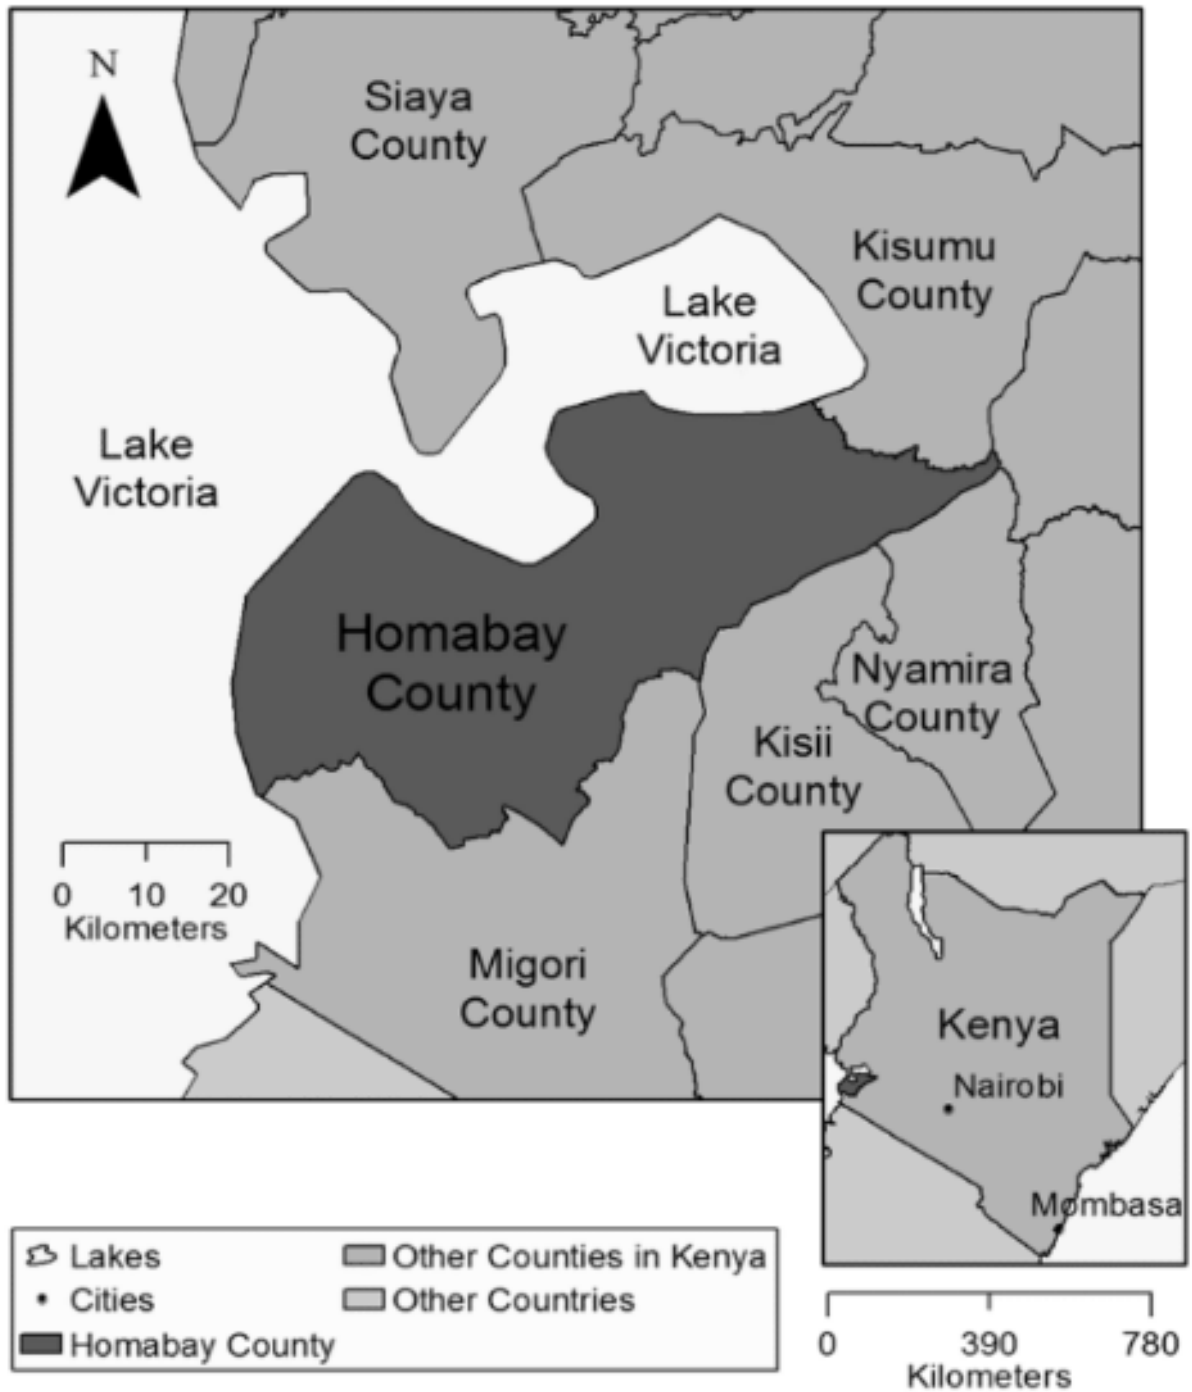 N
Siaya
County
Kisumu
County
Lake
Victoria
Lake
Victoria
Homabay
County
Nyamira
County
Kisii
County
0 10 20
Kilometers
Migori
County
Kenya
Nairobi
Mombasa
Lakes
Cities
Homabay County
Other Counties in Kenya
Other Countries
0 390 780
Kilometers